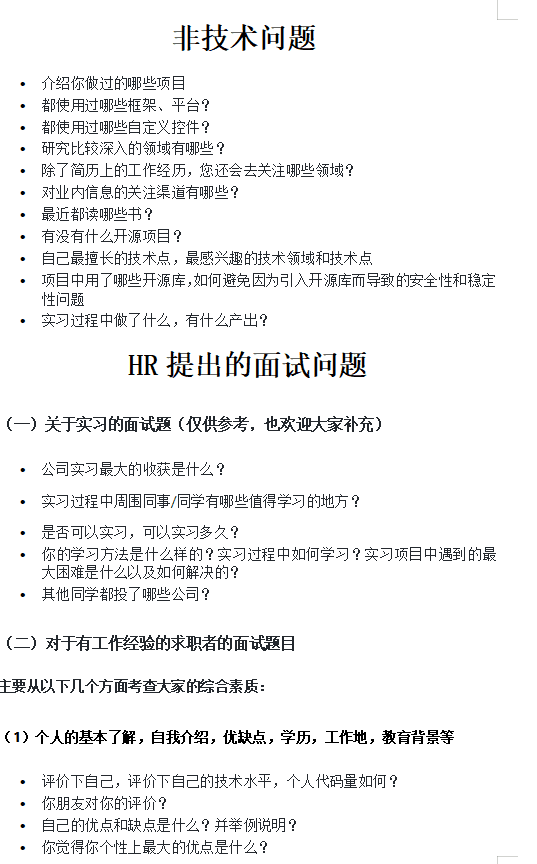 非技术问题
• 介绍你做过的哪些项目
• 都使用过哪些框架、平台？
• 都使用过哪些自定义控件？
• 研究比较深入的领域有哪些？
• 除了简历上的工作经历，您还会去关注哪些领域？
• 对业内信息的关注渠道有哪些？
• 最近都读哪些书？
• 有没有什么开源项目？
• 自己最擅长的技术点，最感兴趣的技术领域和技术点
• 项目中用了哪些开源库，如何避免因为引入开源库而导致的安全性和稳定
性问题
• 实习过程中做了什么，有什么产出？
HR 提出的面试问题
（一）关于实习的面试题（仅供参考，也欢迎大家补充）
• 公司实习最大的收获是什么？
• 实习过程中周围同事/同学有哪些值得学习的地方？
• 是否可以实习，可以实习多久？
• 你的学习方法是什么样的？实习过程中如何学习？实习项目中遇到的最
大困难是什么以及如何解决的？
• 其他同学都投了哪些公司？
（二）对于有工作经验的求职者的面试题目
主要从以下几个方面考查大家的综合素质：
（1）个人的基本了解，自我介绍，优缺点，学历，工作地，教育背景等
• 评价下自己，评价下自己的技术水平，个人代码量如何？
• 你朋友对你的评价？
• 自己的优点和缺点是什么？并举例说明？
• 你觉得你个性上最大的优点是什么？